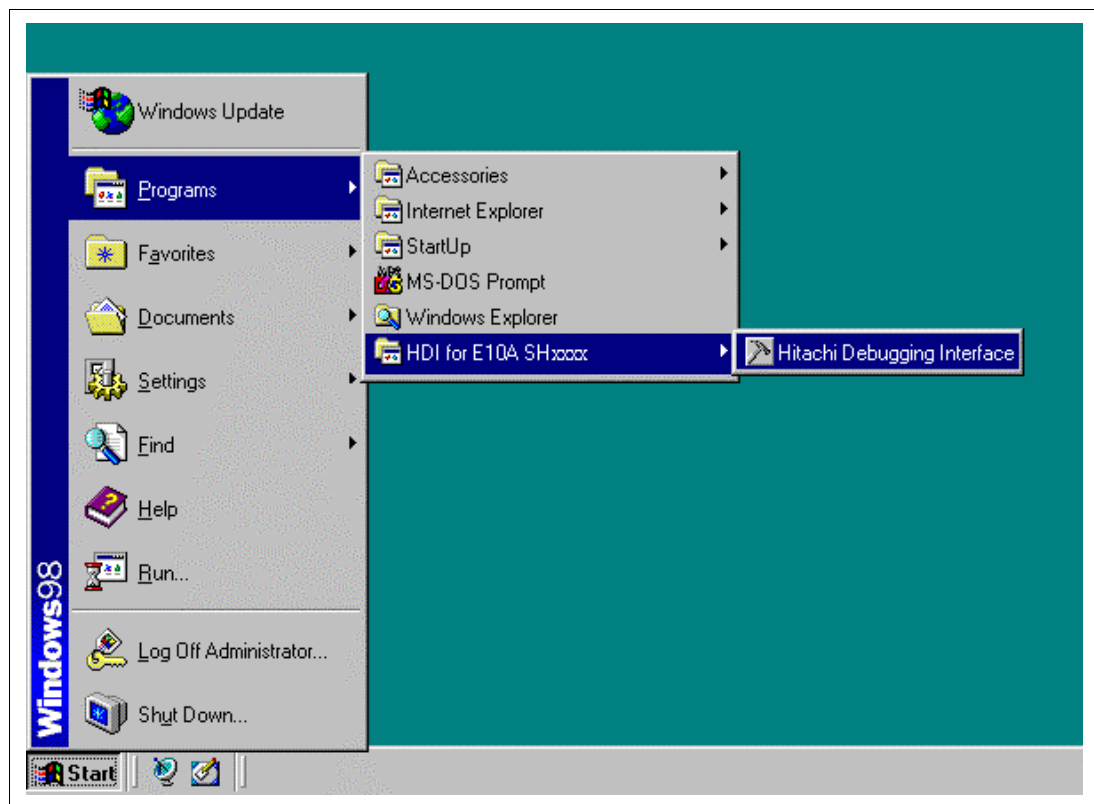 Windows Update
Programs
Favorites
Documents
Settings
Find
Help
Run...
Log Off Administrator...
Shut Down...
Windows98
Accessories
Internet Explorer
StartUp
MS-DOS Prompt
Windows Explorer
HDI for E10A SHxxxx
Hitachi Debugging Interface
Start